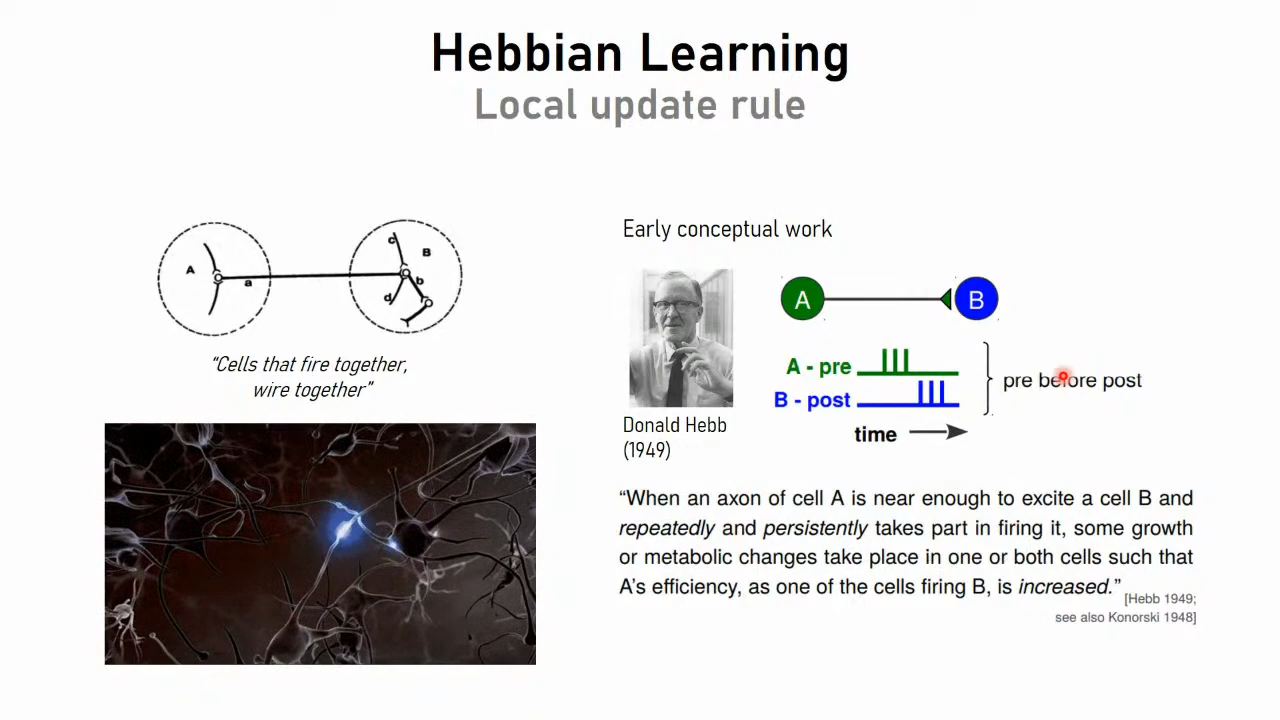 Hebbian Learning
Local update rule
A
a
c
B
b
d
"Cells that fire together,
wire together"
Early conceptual work
Donald Hebb
(1949)
A
B
A - pre
B - post
pre before post
time
“When an axon of cell A is near enough to excite a cell B and
repeatedly and persistently takes part in firing it, some growth
or metabolic changes take place in one or both cells such that
A’s efficiency, as one of the cells firing B, is increased.”
[Hebb 1949;
see also Konorski 1948]